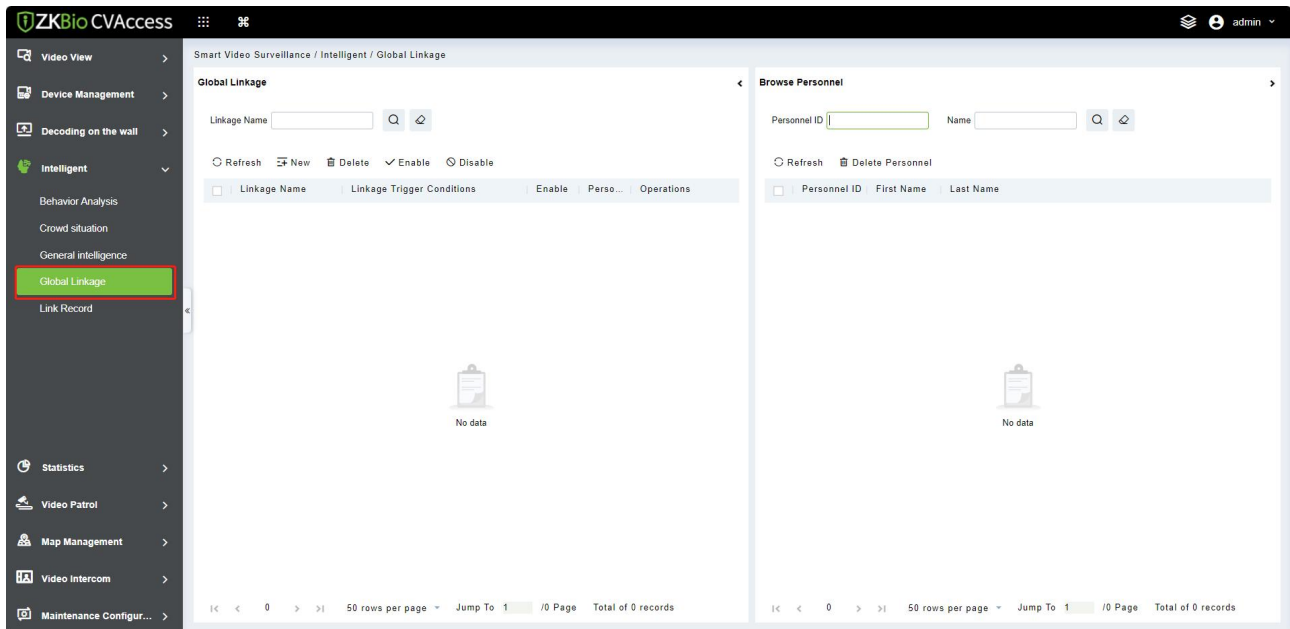 ZKBio CVAccess
admin
Video View
Device Management
Decoding on the wall
Intelligent
Behavior Analysis
Crowd situation
General intelligence
Global Linkage
Link Record
Statistics
Video Patrol
Map Management
Video Intercom
Maintenance Configur...
Smart Video Surveillance / Intelligent / Global Linkage
Global Linkage
Linkage Name
Refresh New Delete Enable Disable
Linkage Name Linkage Trigger Conditions Enable Perso... Operations
No data
0 50 rows per page Jump To 1 /0 Page Total of 0 records
Browse Personnel
Personnel ID Name
Refresh Delete Personnel
Personnel ID First Name Last Name
No data
0 50 rows per page Jump To 1 /0 Page Total of 0 records